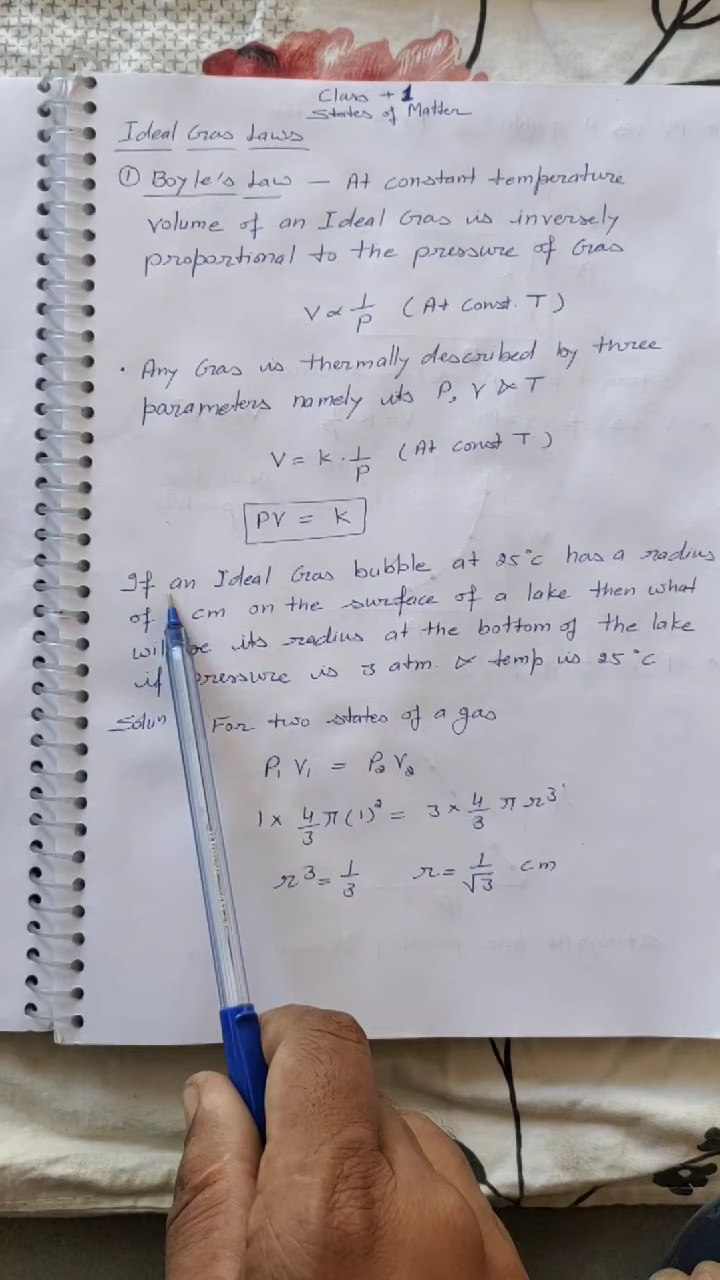 Class + 1
States of Matter
Ideal Gas Laws
① Boyle's Law — At constant temperature
volume of an Ideal Gas is inversely
proportional to the pressure of Gas
V ∝ 1/P (At Const. T)
• Any Gas is thermally described by three
parameters namely its P, V & T
V = K · 1/P (At const T)
PV = K
If an Ideal Gas bubble at 25°C has a radius
of cm on the surface of a lake then what
its radius at the bottom of the lake
if pressure is 3 atm. & temp is 25°C
Soln For two states of a gas
P₁ V₁ = P₂ V₂
1 × 4/3 π (1)² = 3 × 4/3 π r³
r³ = 1/3 r = 1/√3 cm